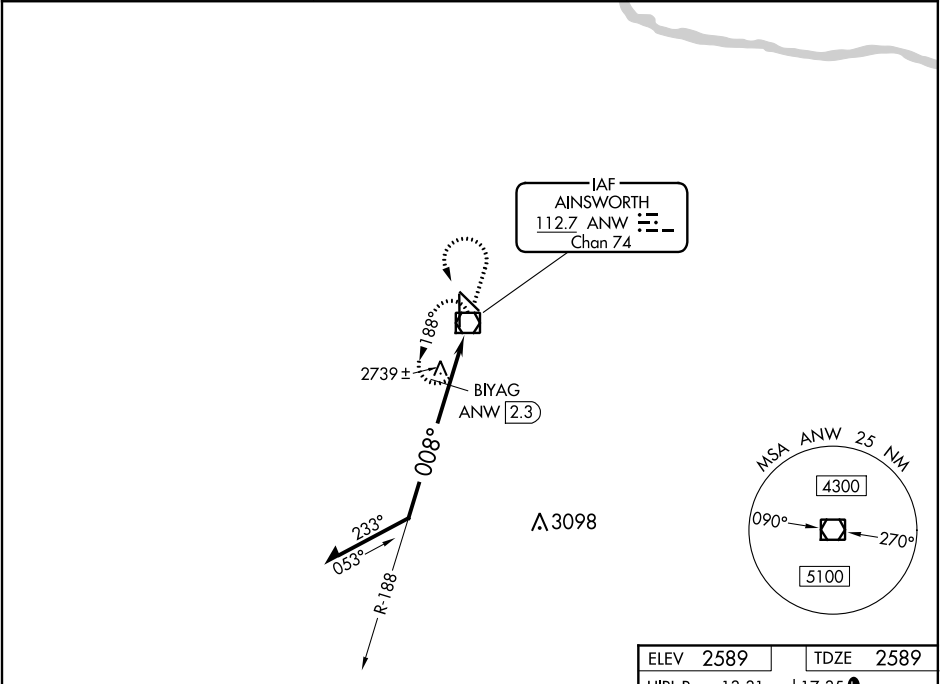 IAF
AINSWORTH
112.7 ANW
Chan 74
188°
2739 ±
BIYAG
ANW 2.3
008°
3098
233°
053°
R-188
MSA ANW 25 NM
4300
090°
270°
5100
ELEV 2589
TDZE 2589